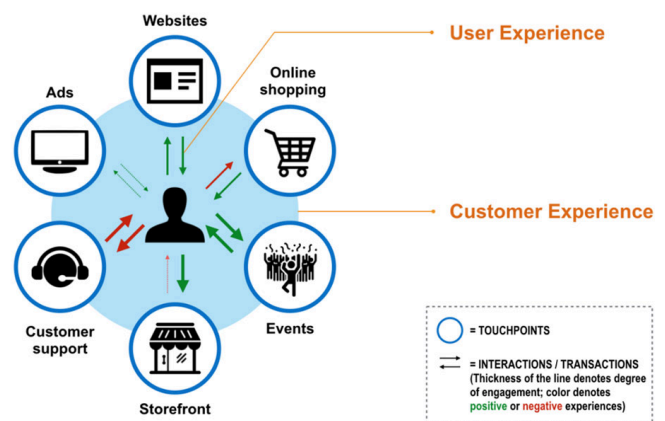 Websites
User Experience
Online
shopping
Ads
Customer Experience
Customer
support
Events
Storefront
= TOUCHPOINTS
= INTERACTIONS / TRANSACTIONS
(Thickness of the line denotes degree
of engagement; color denotes
positive or negative experiences)